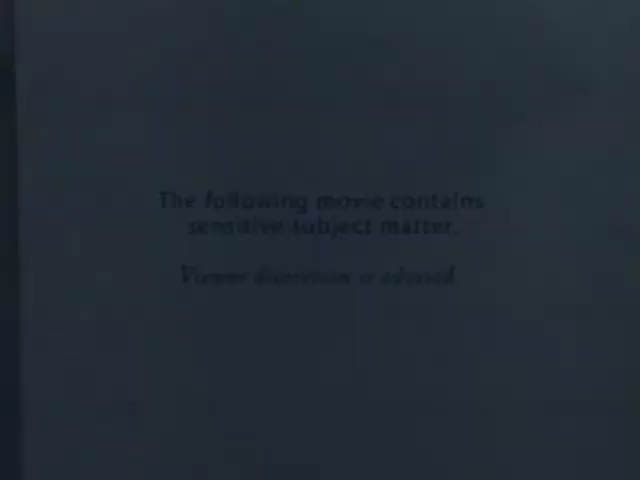 The following movie contains
sensitive subject matter.
Viewer discretion is advised.